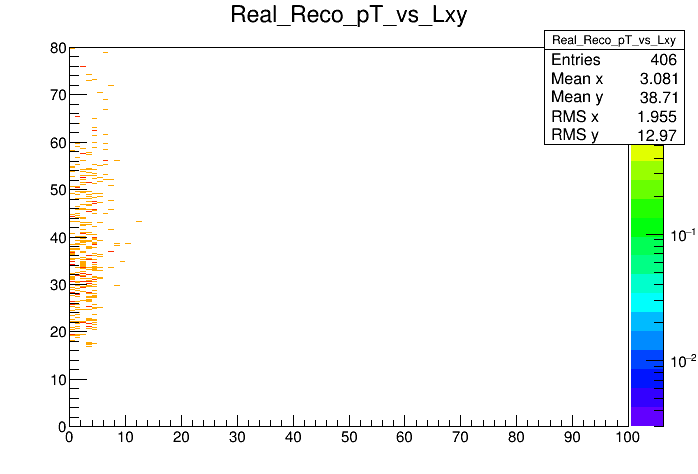 Real_Reco_pT_vs_Lxy
Real_Reco_pT_vs_Lxy
Entries 406
Mean x 3.081
Mean y 38.71
RMS x 1.955
RMS y 12.97
80
70
60
50
40
30
20
10
0
10⁻¹
10⁻²
0 10 20 30 40 50 60 70 80 90 100